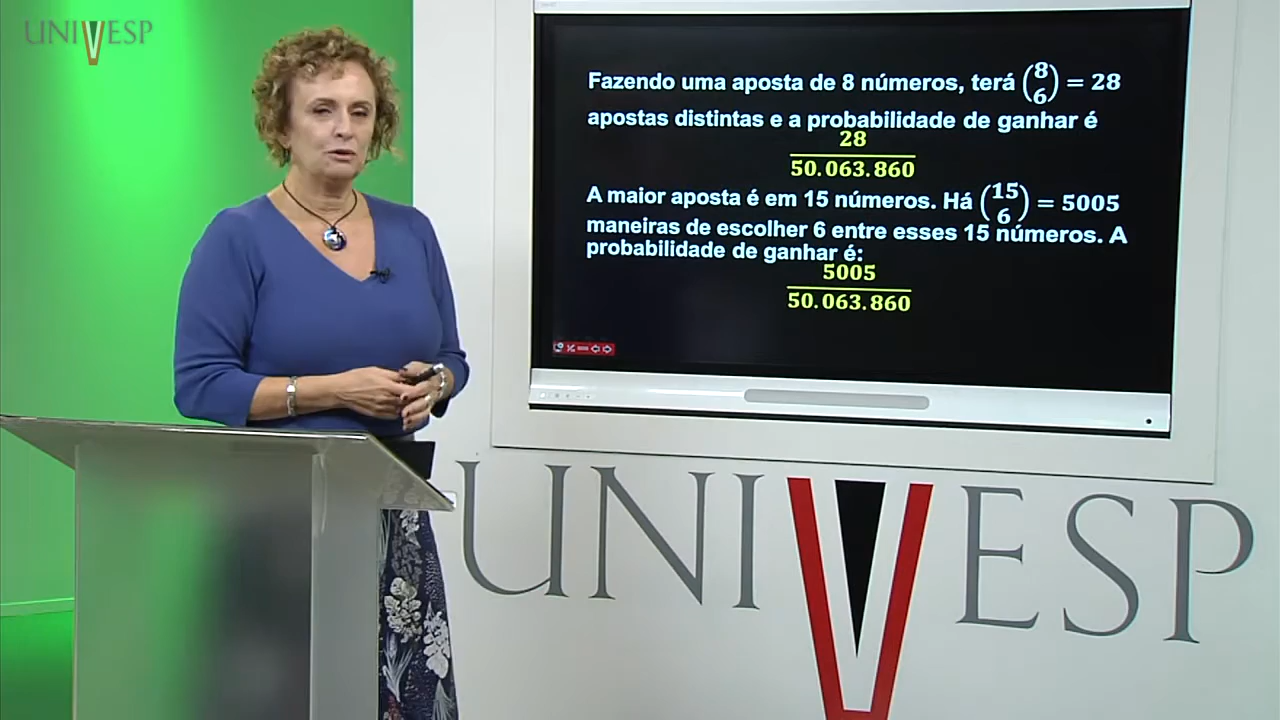 UNIVESP
Fazendo uma aposta de 8 números, terá (8 6) = 28
apostas distintas e a probabilidade de ganhar é
28
50.063.860
A maior aposta é em 15 números. Há (15 6) = 5005
maneiras de escolher 6 entre esses 15 números. A
probabilidade de ganhar é:
5005
50.063.860
UNIVESP